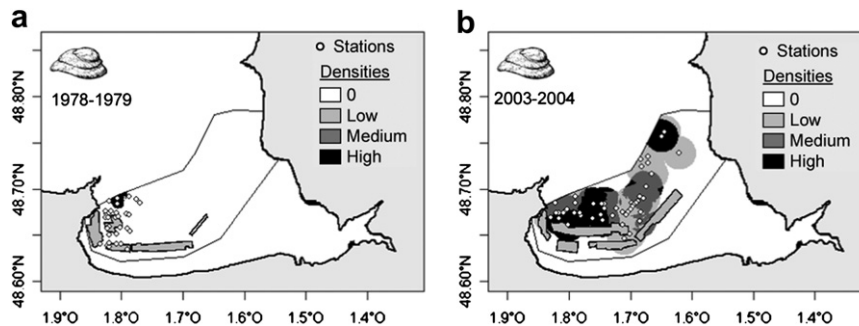 a
48.80°N
48.70°N
48.60°N
1978-1979
Stations
Densities
0
Low
Medium
High
1.9°O 1.8°O 1.7°O 1.6°O 1.5°O 1.4°O
b
48.80°N
48.70°N
48.60°N
2003-2004
Stations
Densities
0
Low
Medium
High
1.9°O 1.8°O 1.7°O 1.6°O 1.5°O 1.4°O